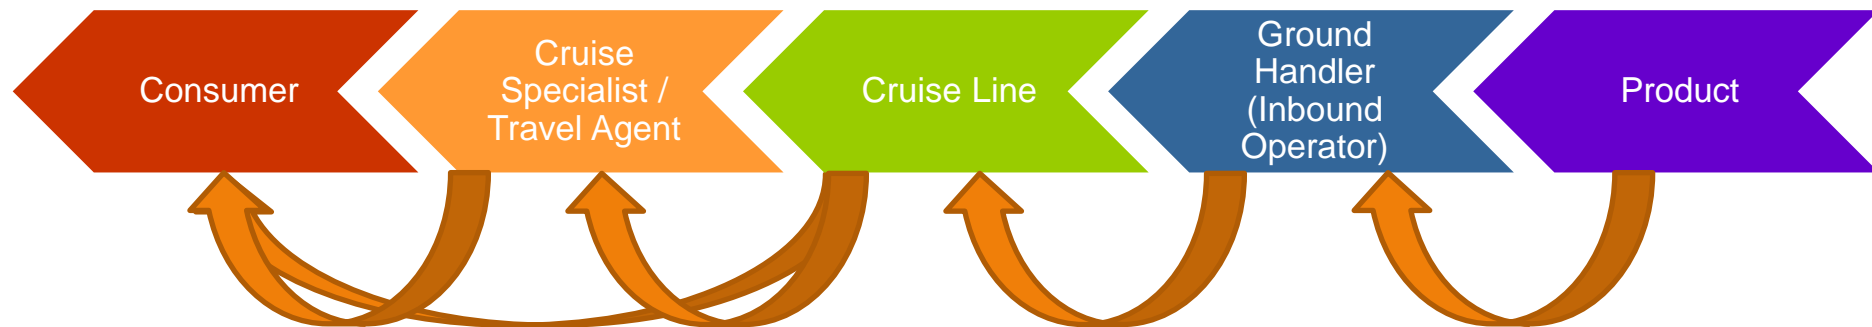 Consumer
Cruise
Specialist /
Travel Agent
Cruise Line
Ground
Handler
(Inbound
Operator)
Product